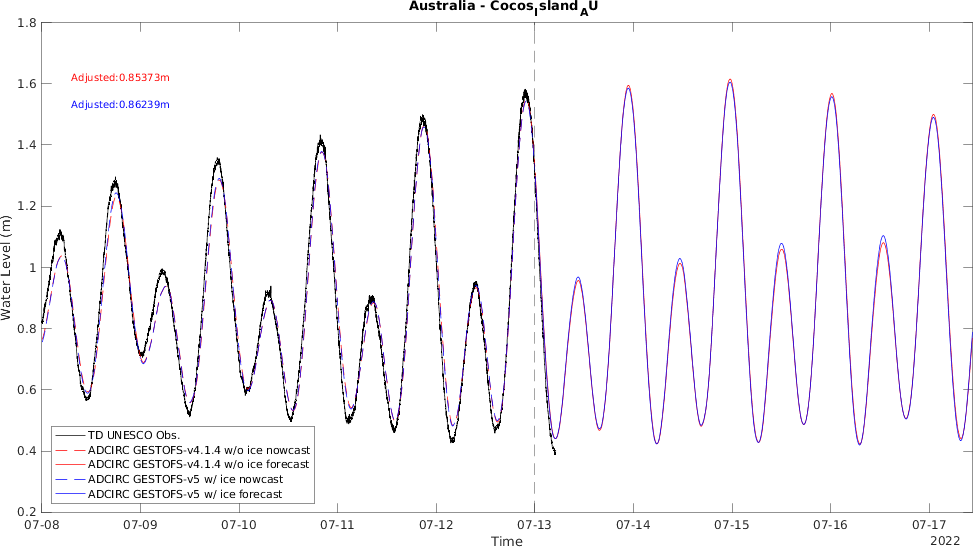 Australia - Cocos_Island_AU
1.8
1.6
1.4
1.2
1
0.8
0.6
0.4
0.2
Water Level (m)
Adjusted:0.85373m
Adjusted:0.86239m
TD UNESCO Obs.
ADCIRC GESTOFS-v4.1.4 w/o ice nowcast
ADCIRC GESTOFS-v4.1.4 w/o ice forecast
ADCIRC GESTOFS-v5 w/ ice nowcast
ADCIRC GESTOFS-v5 w/ ice forecast
07-08 07-09 07-10 07-11 07-12 07-13 07-14 07-15 07-16 07-17
Time
2022